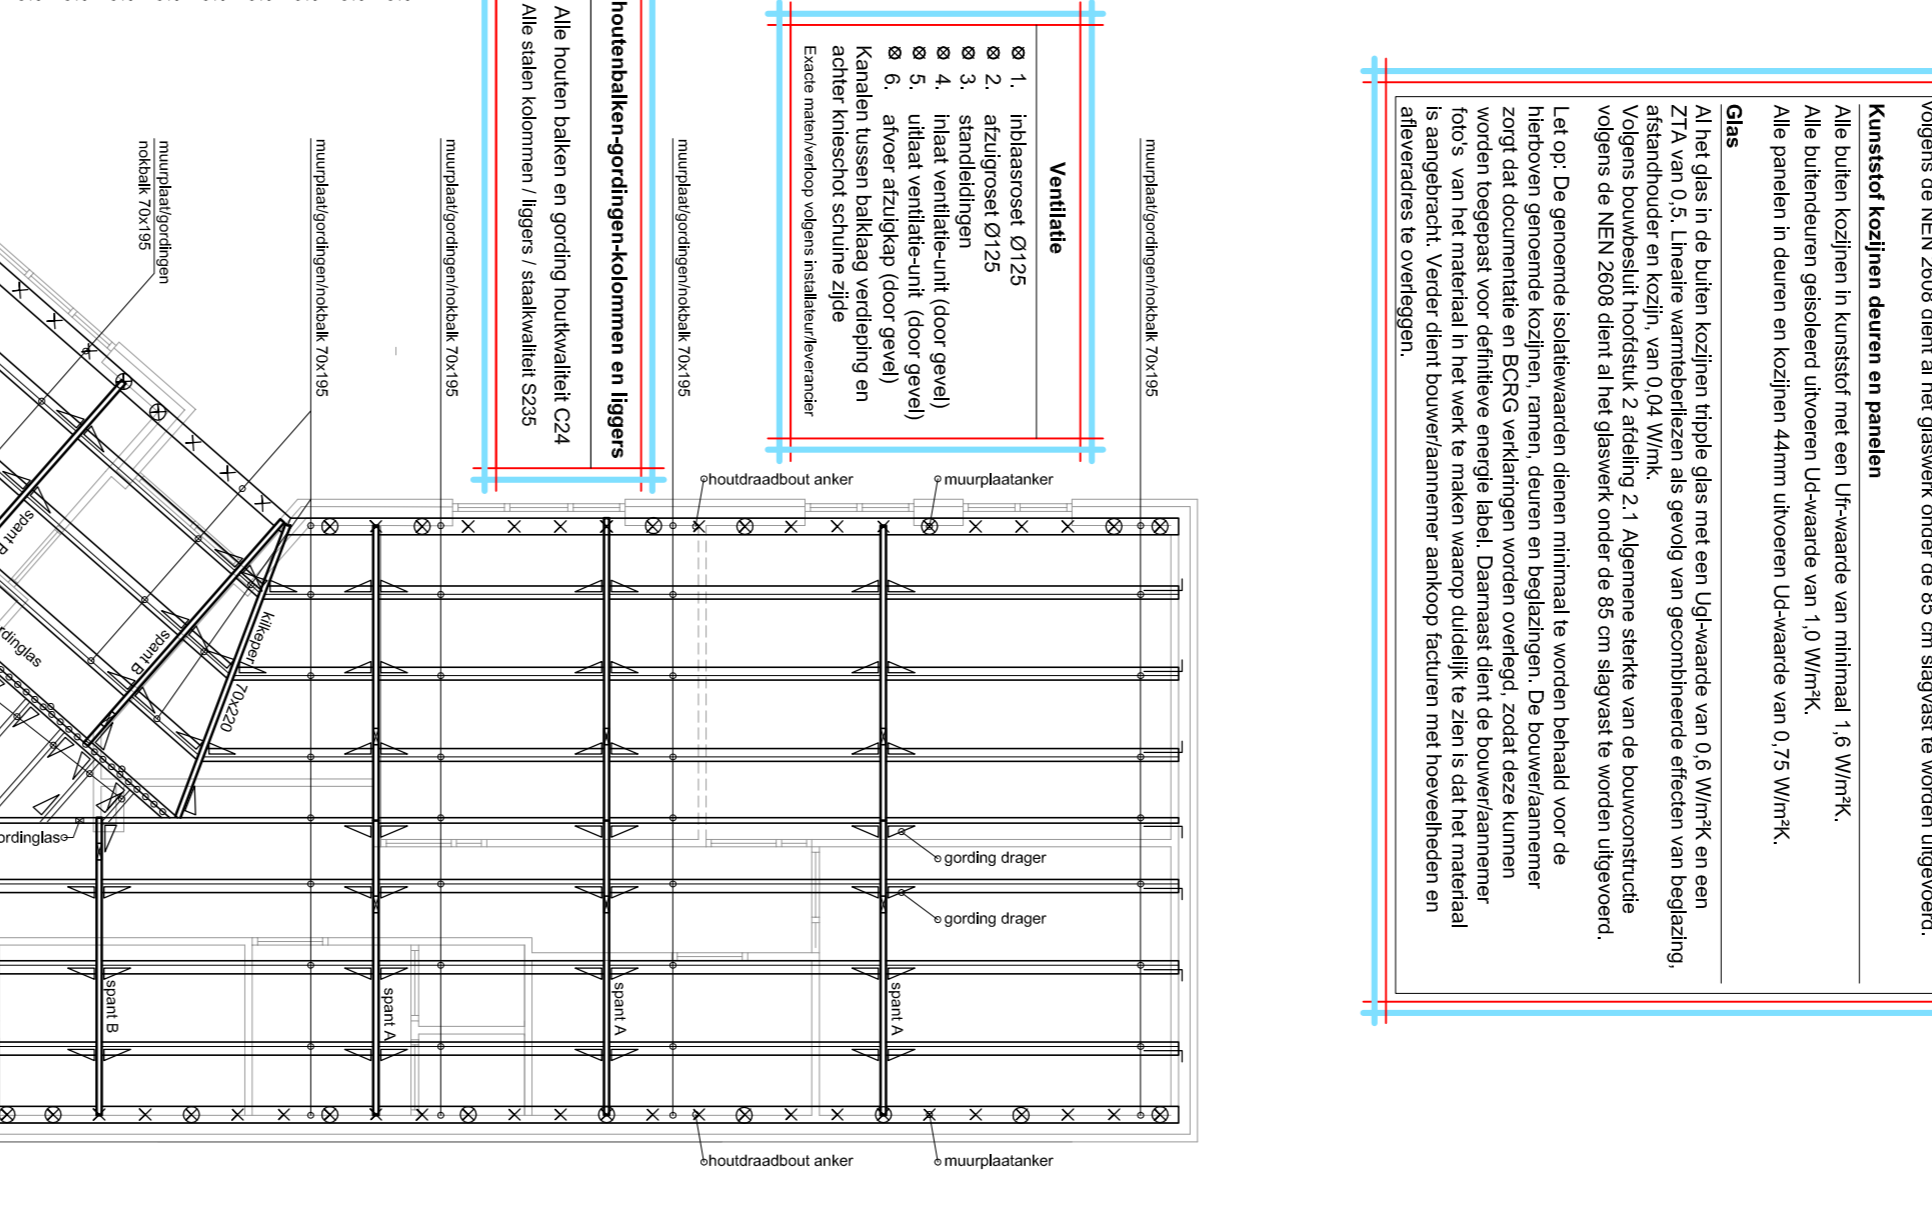 volgens de NEN 2608 dient al het glaswerk onder de 85 cm slagvast te worden uitgevoerd.
Kunststof kozijnen deuren en panelen
Alle buiten kozijnen in kunststof met een Ufr-waarde van minimaal 1,6 W/m²K.
Alle buitendeuren geisoleerd uitvoeren Ud-waarde van 1,0 W/m²K.
Alle panelen in deuren en kozijnen 44mm uitvoeren Ud-waarde van 0,75 W/m²K.
Glas
Al het glas in de buiten kozijnen tripple glas met een Ugl-waarde van 0,6 W/m²K en een
ZTA van 0,5. Lineaire warmteberliezen als gevolg van gecombineerde effecten van beglazing,
afstandhouder en kozijn, van 0,04 W/mk.
Volgens bouwbesluit hoofdstuk 2 afdeling 2.1 Algemene sterkte van de bouwconstructie
volgens de NEN 2608 dient al het glaswerk onder de 85 cm slagvast te worden uitgevoerd.
Let op: De genoemde isolatiewaarden dienen minimaal te worden behaald voor de
hierboven genoemde kozijnen, ramen, deuren en beglazingen. De bouwer/aannemer
zorgt dat documentatie en BCRG verklaringen worden overlegd, zodat deze kunnen
worden toegepast voor definitieve energie label. Daarnaast dient de bouwer/aannemer
foto's van het materiaal in het werk te maken waarop duidelijk te zien is dat het materiaal
is aangebracht. Verder dient bouwer/aannemer aankoop facturen met hoeveelheden en
afleveradres te overleggen.
Ventilatie
1. inblaasroset Ø125
2. afzuigroset Ø125
3. standleidingen
4. inlaat ventilatie-unit (door gevel)
5. uitlaat ventilatie-unit (door gevel)
6. afvoer afzuigkap (door gevel)
Kanalen tussen balklaag verdieping en
achter knieschot schuine zijde
Exacte maten/verloop volgens installateur/leverancier
houtenbalken-gordingen-kolommen en liggers
Alle houten balken en gording houtkwaliteit C24
Alle stalen kolommen / liggers / staalkwaliteit S235
muurplaat/gordingen/nokbalk 70x195
muurplaat/gordingen/nokbalk 70x195
muurplaat/gordingen/nokbalk 70x195
muurplaat/gordingen/nokbalk 70x195
muurplaat/gordingen
nokbalk 70x195
houtdraadbout anker
muurplaatanker
spant B
kilkeper
70x220
spant B
rdinglas
ordinglas
gording drager
gording drager
spant B
spant A
spant A
spant A
houtdraadbout anker
muurplaatanker